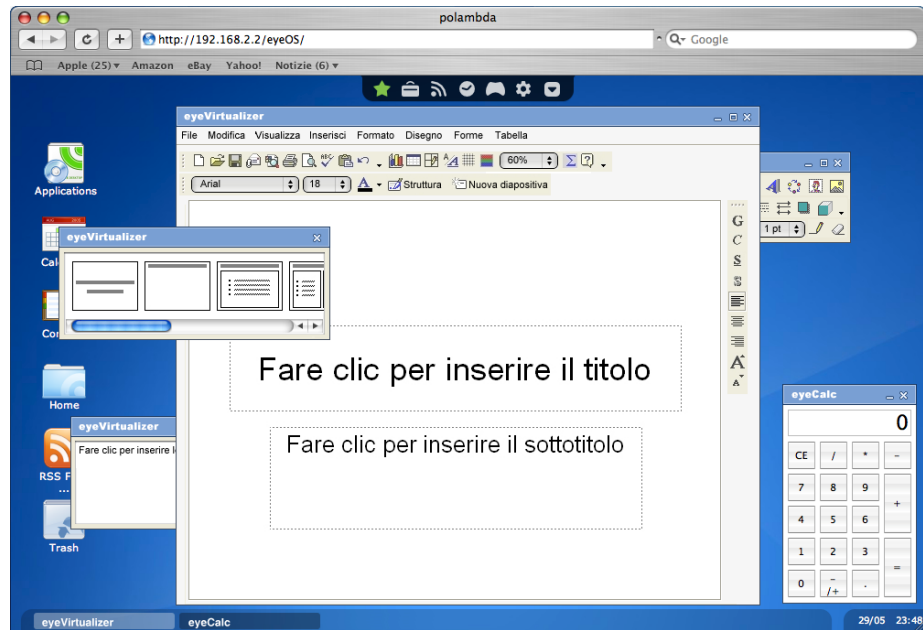 polambda
http://192.168.2.2/eyeOS/
Google
Apple (25) Amazon eBay Yahoo! Notizie (6)
eyeVirtualizer
File Modifica Visualizza Inserisci Formato Disegno Forme Tabella
60%
Arial 18 A Struttura Nuova diapositiva
Applications
eyeVirtualizer
Cal
Co
1 pt
G
C
S
S
A
A
Fare clic per inserire il titolo
Fare clic per inserire il sottotitolo
Home
eyeVirtualizer
Fare clic per inserire l
RSS F
...
Trash
eyeCalc
0
CE / * -
7 8 9
+
4 5 6
1 2 3
=
0 -/+ .
eyeVirtualizer eyeCalc
29/05 23:48